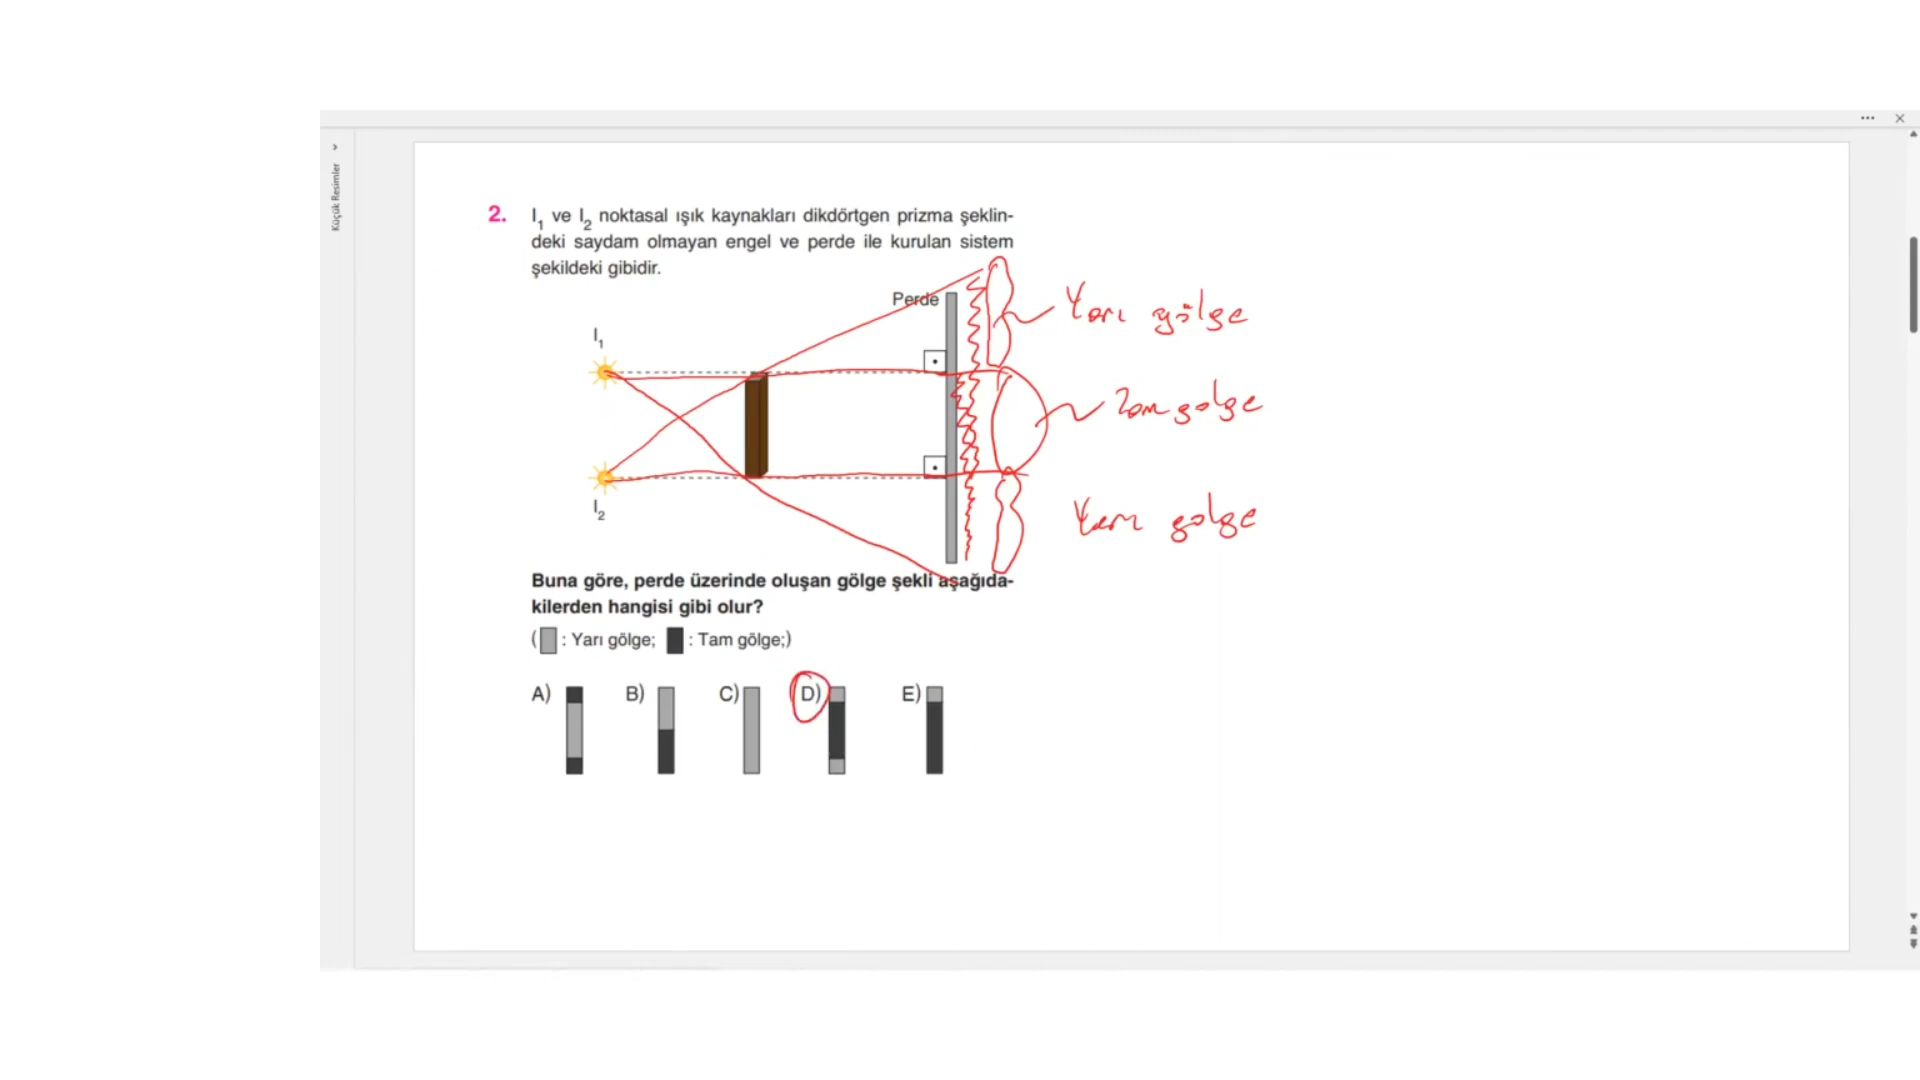 Küçük Resimler
2. I1 ve I2 noktasal ışık kaynakları dikdörtgen prizma şeklin-
deki saydam olmayan engel ve perde ile kurulan sistem
şekildeki gibidir.
Perde
Yarı gölge
I1
Tam gölge
I2
Yarı gölge
Buna göre, perde üzerinde oluşan gölge şekli aşağıda-
kilerden hangisi gibi olur?
( : Yarı gölge; : Tam gölge;)
A) B) C) D) E)